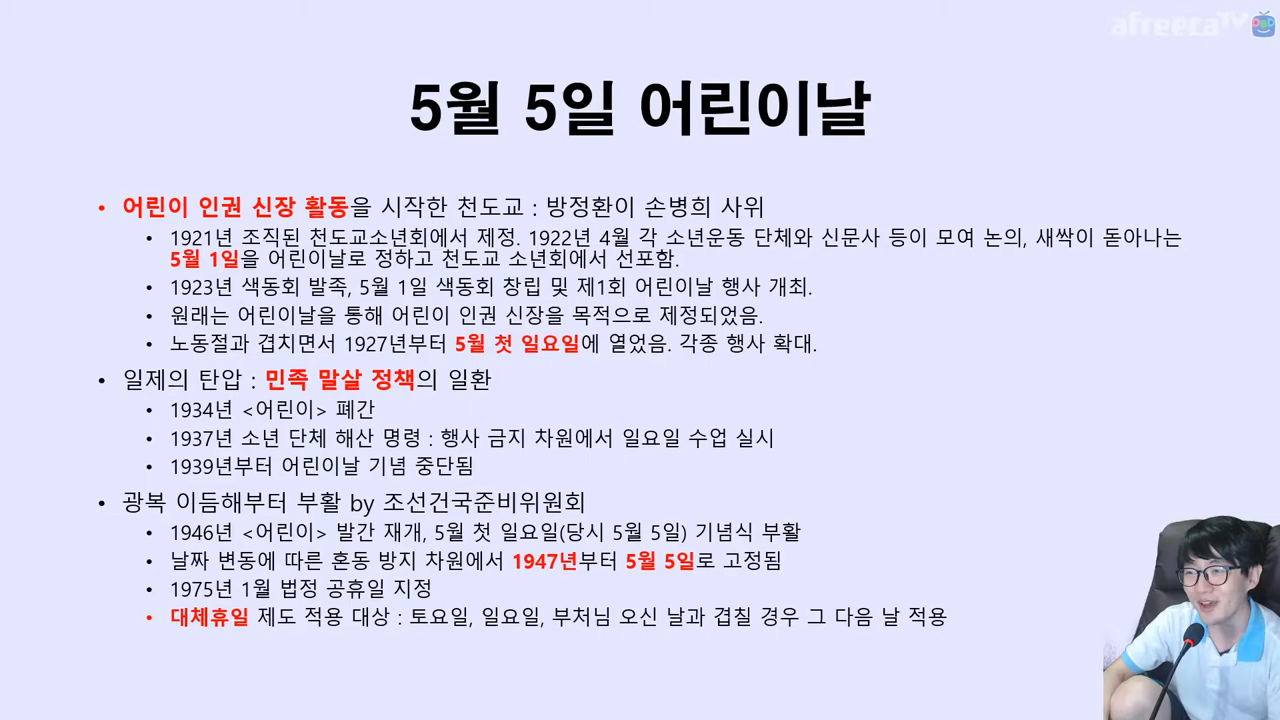 afreecaTV
5월 5일 어린이날
• 어린이 인권 신장 활동을 시작한 천도교 : 방정환이 손병희 사위
• 1921년 조직된 천도교소년회에서 제정. 1922년 4월 각 소년운동 단체와 신문사 등이 모여 논의, 새싹이 돋아나는
5월 1일을 어린이날로 정하고 천도교 소년회에서 선포함.
• 1923년 색동회 발족, 5월 1일 색동회 창립 및 제1회 어린이날 행사 개최.
• 원래는 어린이날을 통해 어린이 인권 신장을 목적으로 제정되었음.
• 노동절과 겹치면서 1927년부터 5월 첫 일요일에 열었음. 각종 행사 확대.
• 일제의 탄압 : 민족 말살 정책의 일환
• 1934년 <어린이> 폐간
• 1937년 소년 단체 해산 명령 : 행사 금지 차원에서 일요일 수업 실시
• 1939년부터 어린이날 기념 중단됨
• 광복 이듬해부터 부활 by 조선건국준비위원회
• 1946년 <어린이> 발간 재개, 5월 첫 일요일(당시 5월 5일) 기념식 부활
• 날짜 변동에 따른 혼동 방지 차원에서 1947년부터 5월 5일로 고정됨
• 1975년 1월 법정 공휴일 지정
• 대체휴일 제도 적용 대상 : 토요일, 일요일, 부처님 오신 날과 겹칠 경우 그 다음 날 적용